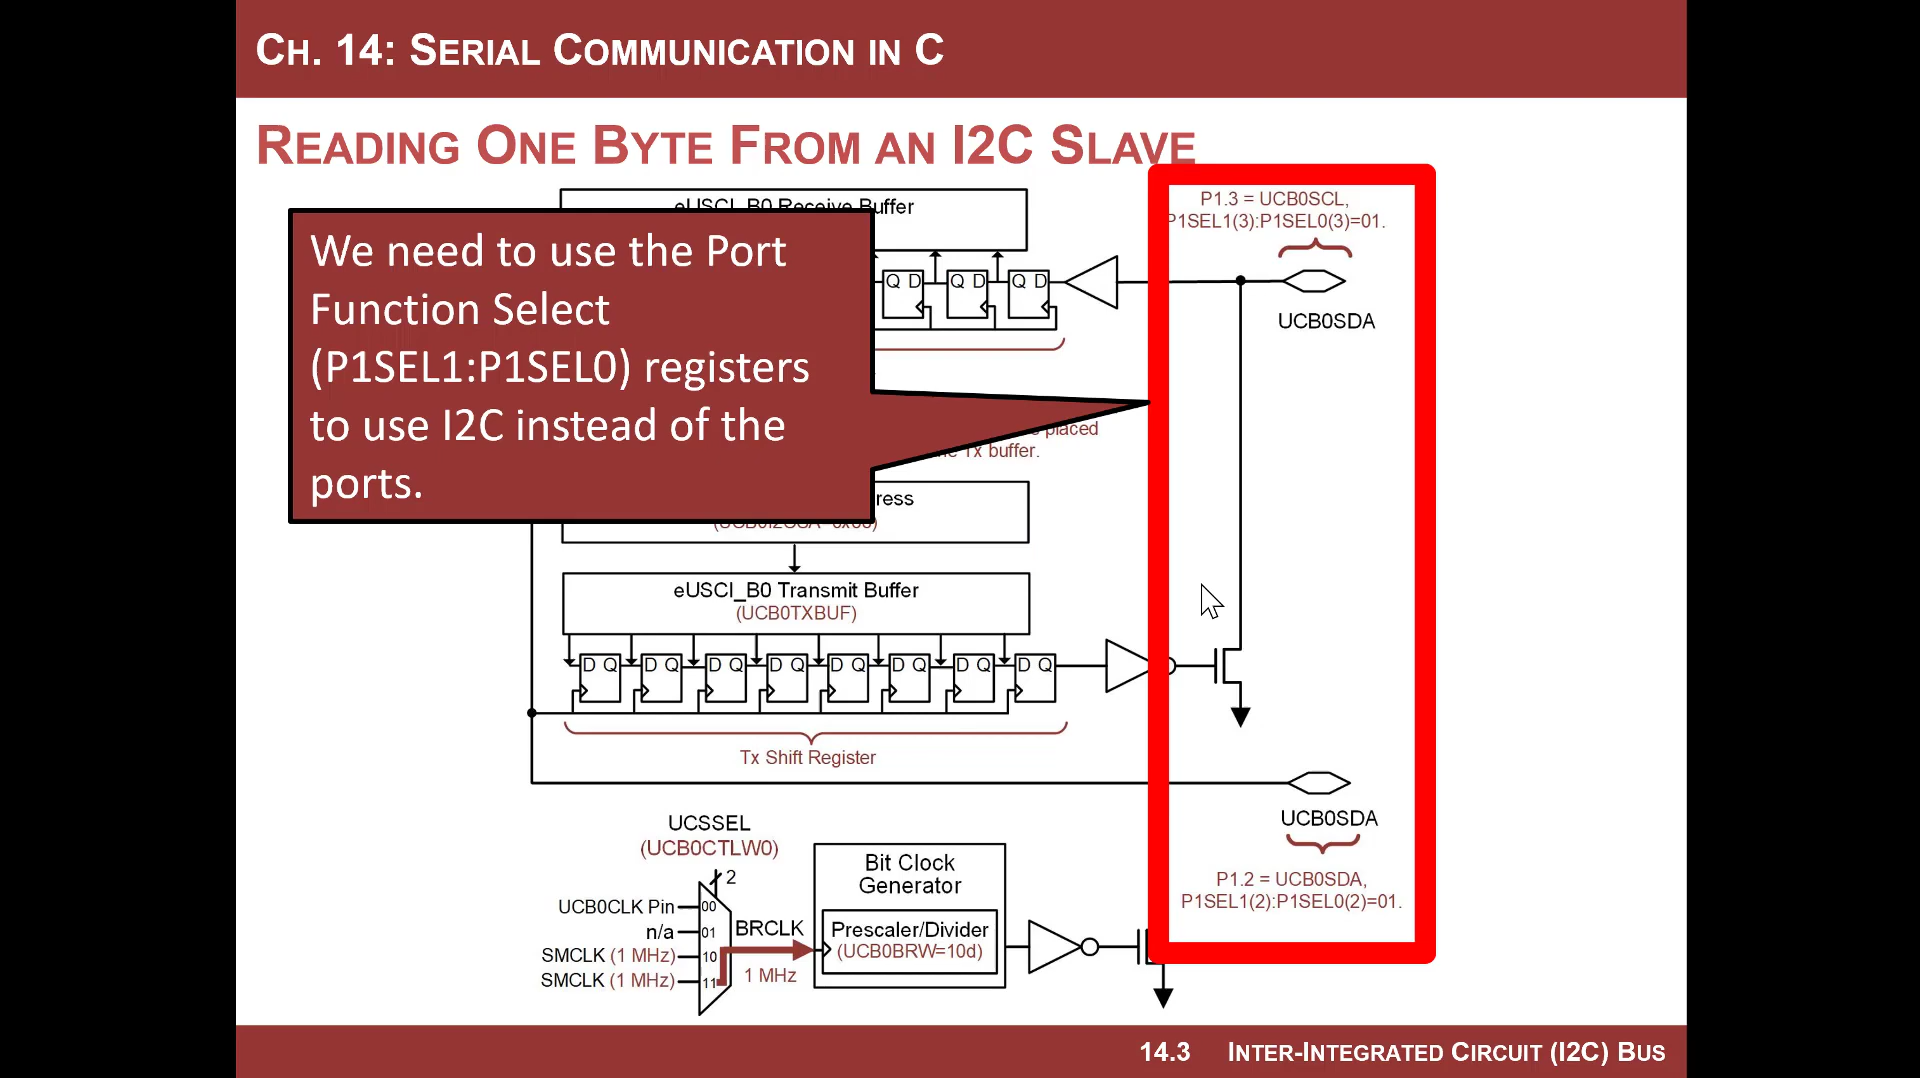 CH. 14: SERIAL COMMUNICATION IN C
READING ONE BYTE FROM AN I2C SLAVE
eUSCI_B0 Receive Buffer
We need to use the Port
Function Select
(P1SEL1:P1SEL0) registers
to use I2C instead of the
ports.
P1.3 = UCB0SCL,
P1SEL1(3):P1SEL0(3)=01.
Q D Q D Q D
UCB0SDA
placed
Tx buffer.
eUSCI_B0 Transmit Buffer
(UCB0TXBUF)
D Q D Q D Q D Q D Q D Q D Q D Q
Tx Shift Register
UCB0SDA
P1.2 = UCB0SDA,
P1SEL1(2):P1SEL0(2)=01.
UCSSEL
(UCB0CTLW0)
2
UCB0CLK Pin 00
n/a 01
SMCLK (1 MHz) 10
SMCLK (1 MHz) 11
BRCLK
1 MHz
Bit Clock
Generator
Prescaler/Divider
(UCB0BRW=10d)
14.3 INTER-INTEGRATED CIRCUIT (I2C) BUS